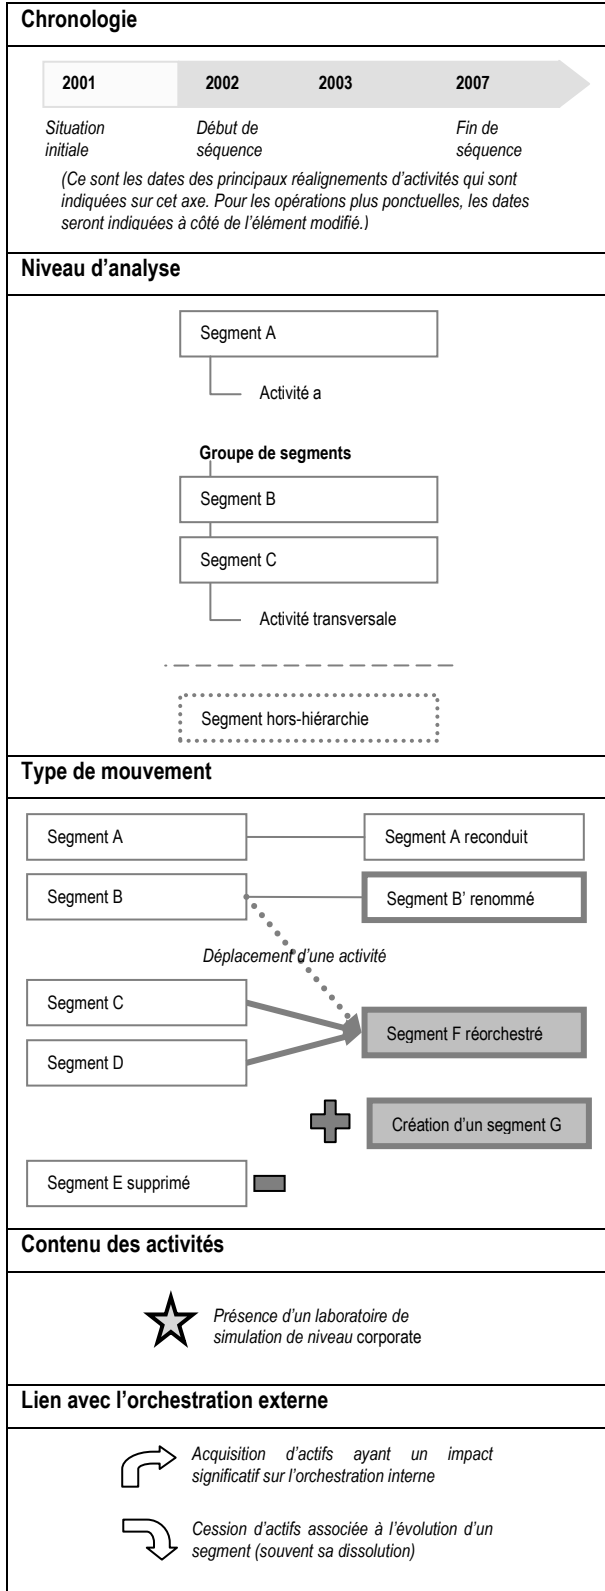 Chronologie
2001 2002 2003 2007
Situation initiale Début de séquence Fin de séquence
(Ce sont les dates des principaux réalignements d’activités qui sont
indiquées sur cet axe. Pour les opérations plus ponctuelles, les dates
seront indiquées à côté de l’élément modifié.)
Niveau d’analyse
Segment A
Activité a
Groupe de segments
Segment B
Segment C
Activité transversale
Segment hors-hiérarchie
Type de mouvement
Segment A Segment A reconduit
Segment B Segment B’ renommé
Déplacement d’une activité
Segment C
Segment F réorchestré
Segment D
Création d’un segment G
Segment E supprimé
Contenu des activités
Présence d’un laboratoire de
simulation de niveau corporate
Lien avec l’orchestration externe
Acquisition d’actifs ayant un impact
significatif sur l’orchestration interne
Cession d’actifs associée à l’évolution d’un
segment (souvent sa dissolution)